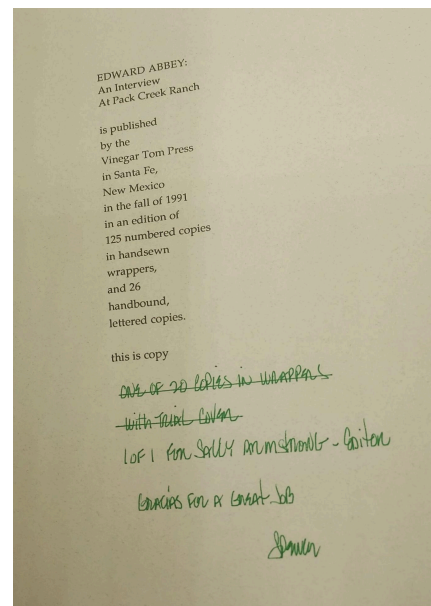 EDWARD ABBEY:
An Interview
At Pack Creek Ranch
is published
by the
Vinegar Tom Press
in Santa Fe,
New Mexico
in the fall of 1991
in an edition of
125 numbered copies
in handsewn
wrappers,
and 26
handbound,
lettered copies.
this is copy
ONE OF 20 COPIES IN WRAPPERS
WITH TRIAL COVER
1 OF 1 FOR SALLY ARMSTRONG - EDITOR
GRACIAS FOR A GREAT JOB